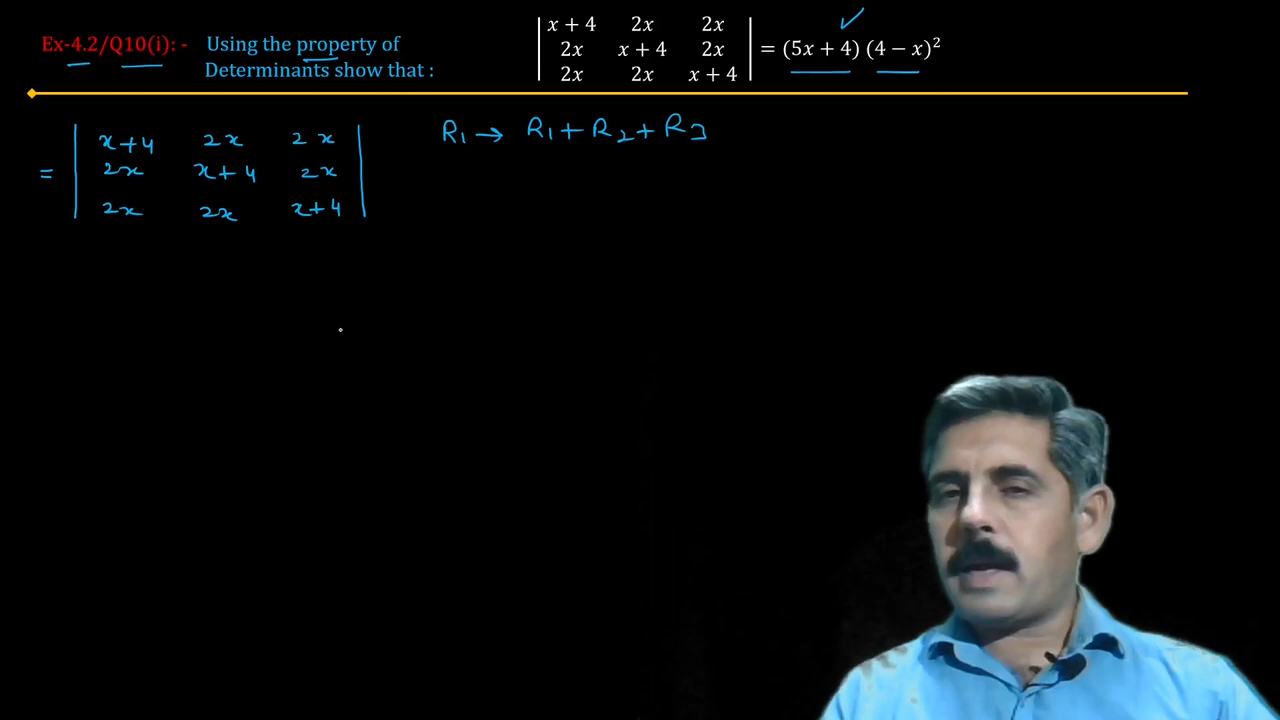 Ex-4.2/Q10(i): - Using the property of
Determinants show that :
| x + 4 2x 2x |
| 2x x + 4 2x | = (5x + 4) (4 − x)²
| 2x 2x x + 4 |
= | x+4 2x 2x | R₁ → R₁ + R₂ + R₃
| 2x x+4 2x |
| 2x 2x x+4 |